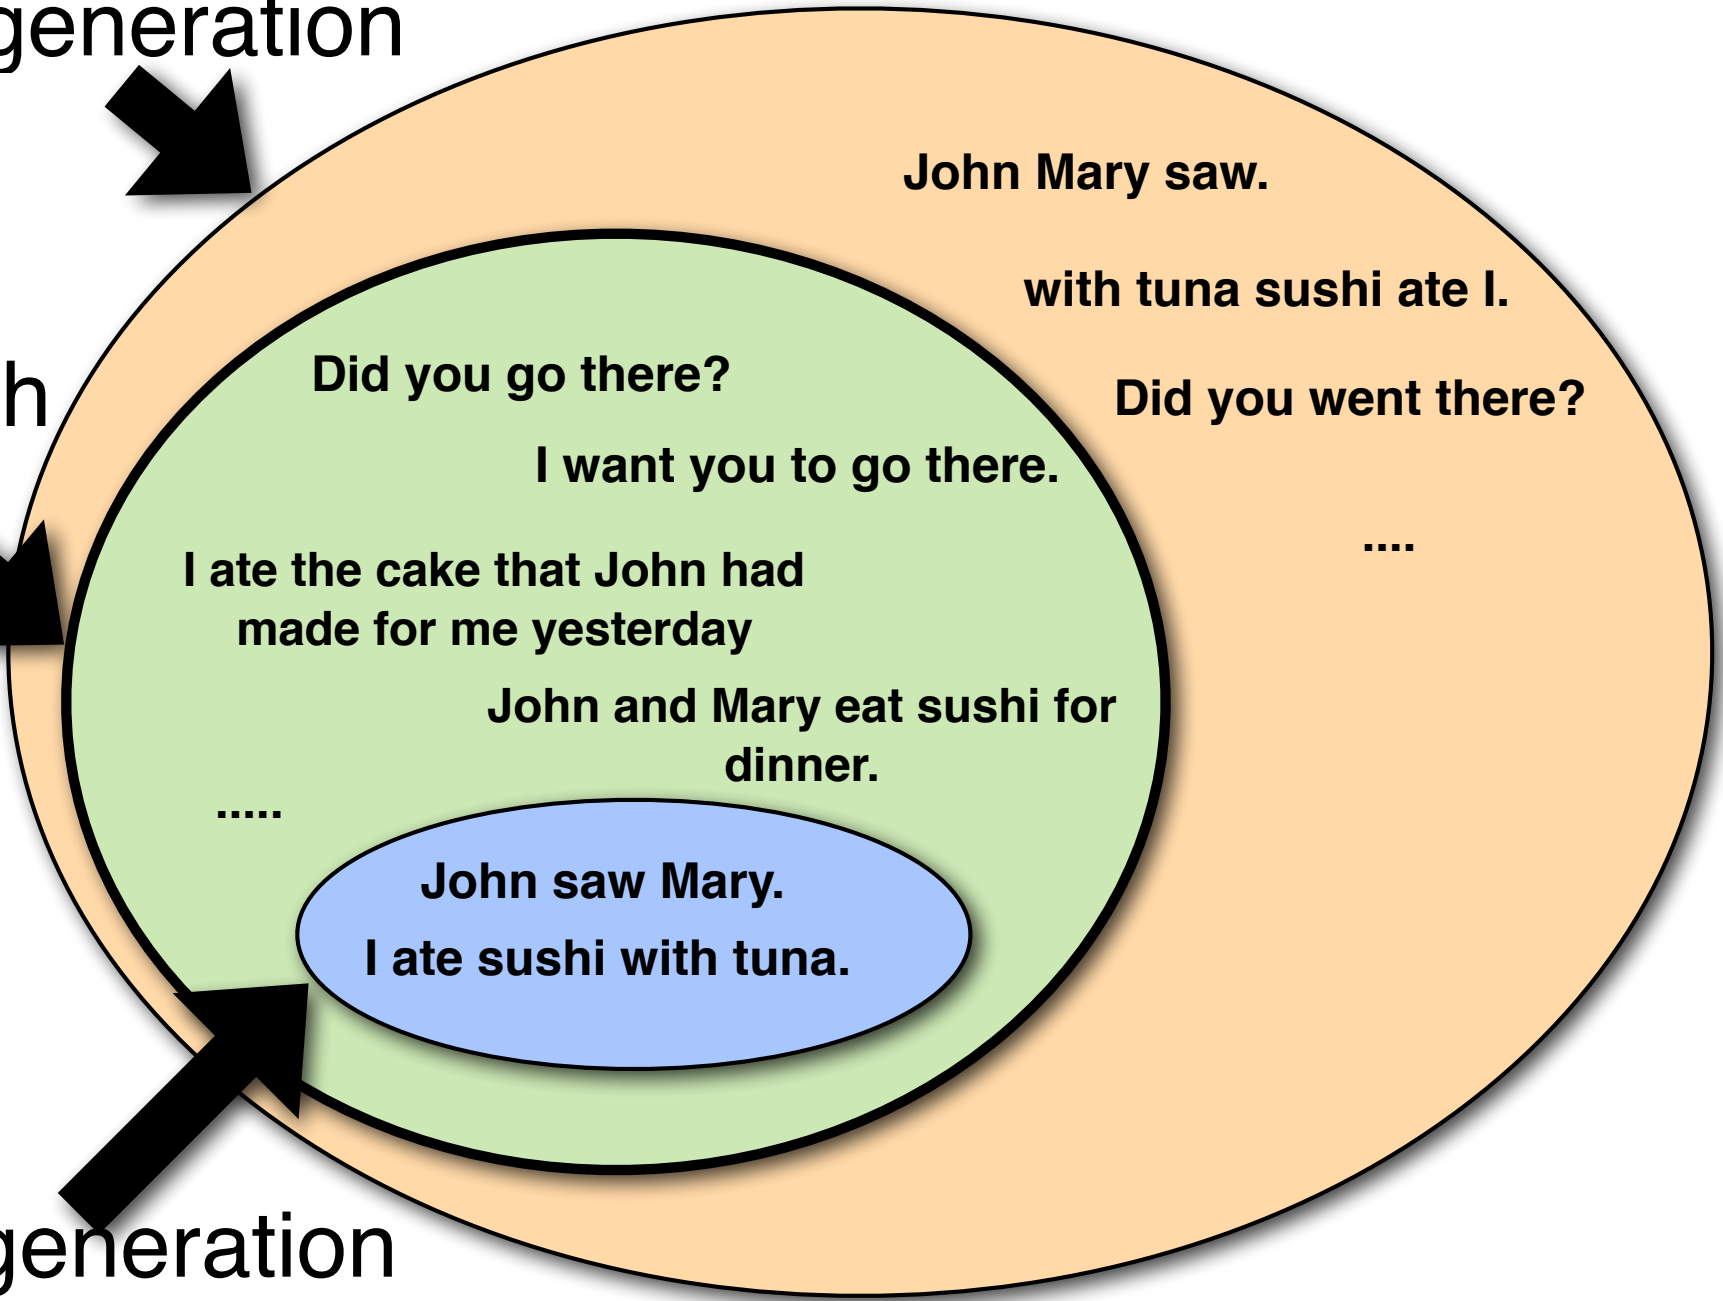 generation
John Mary saw.
with tuna sushi ate I.
Did you go there?
h
Did you went there?
I want you to go there.
....
I ate the cake that John had
made for me yesterday
John and Mary eat sushi for
dinner.
.....
John saw Mary.
I ate sushi with tuna.
generation